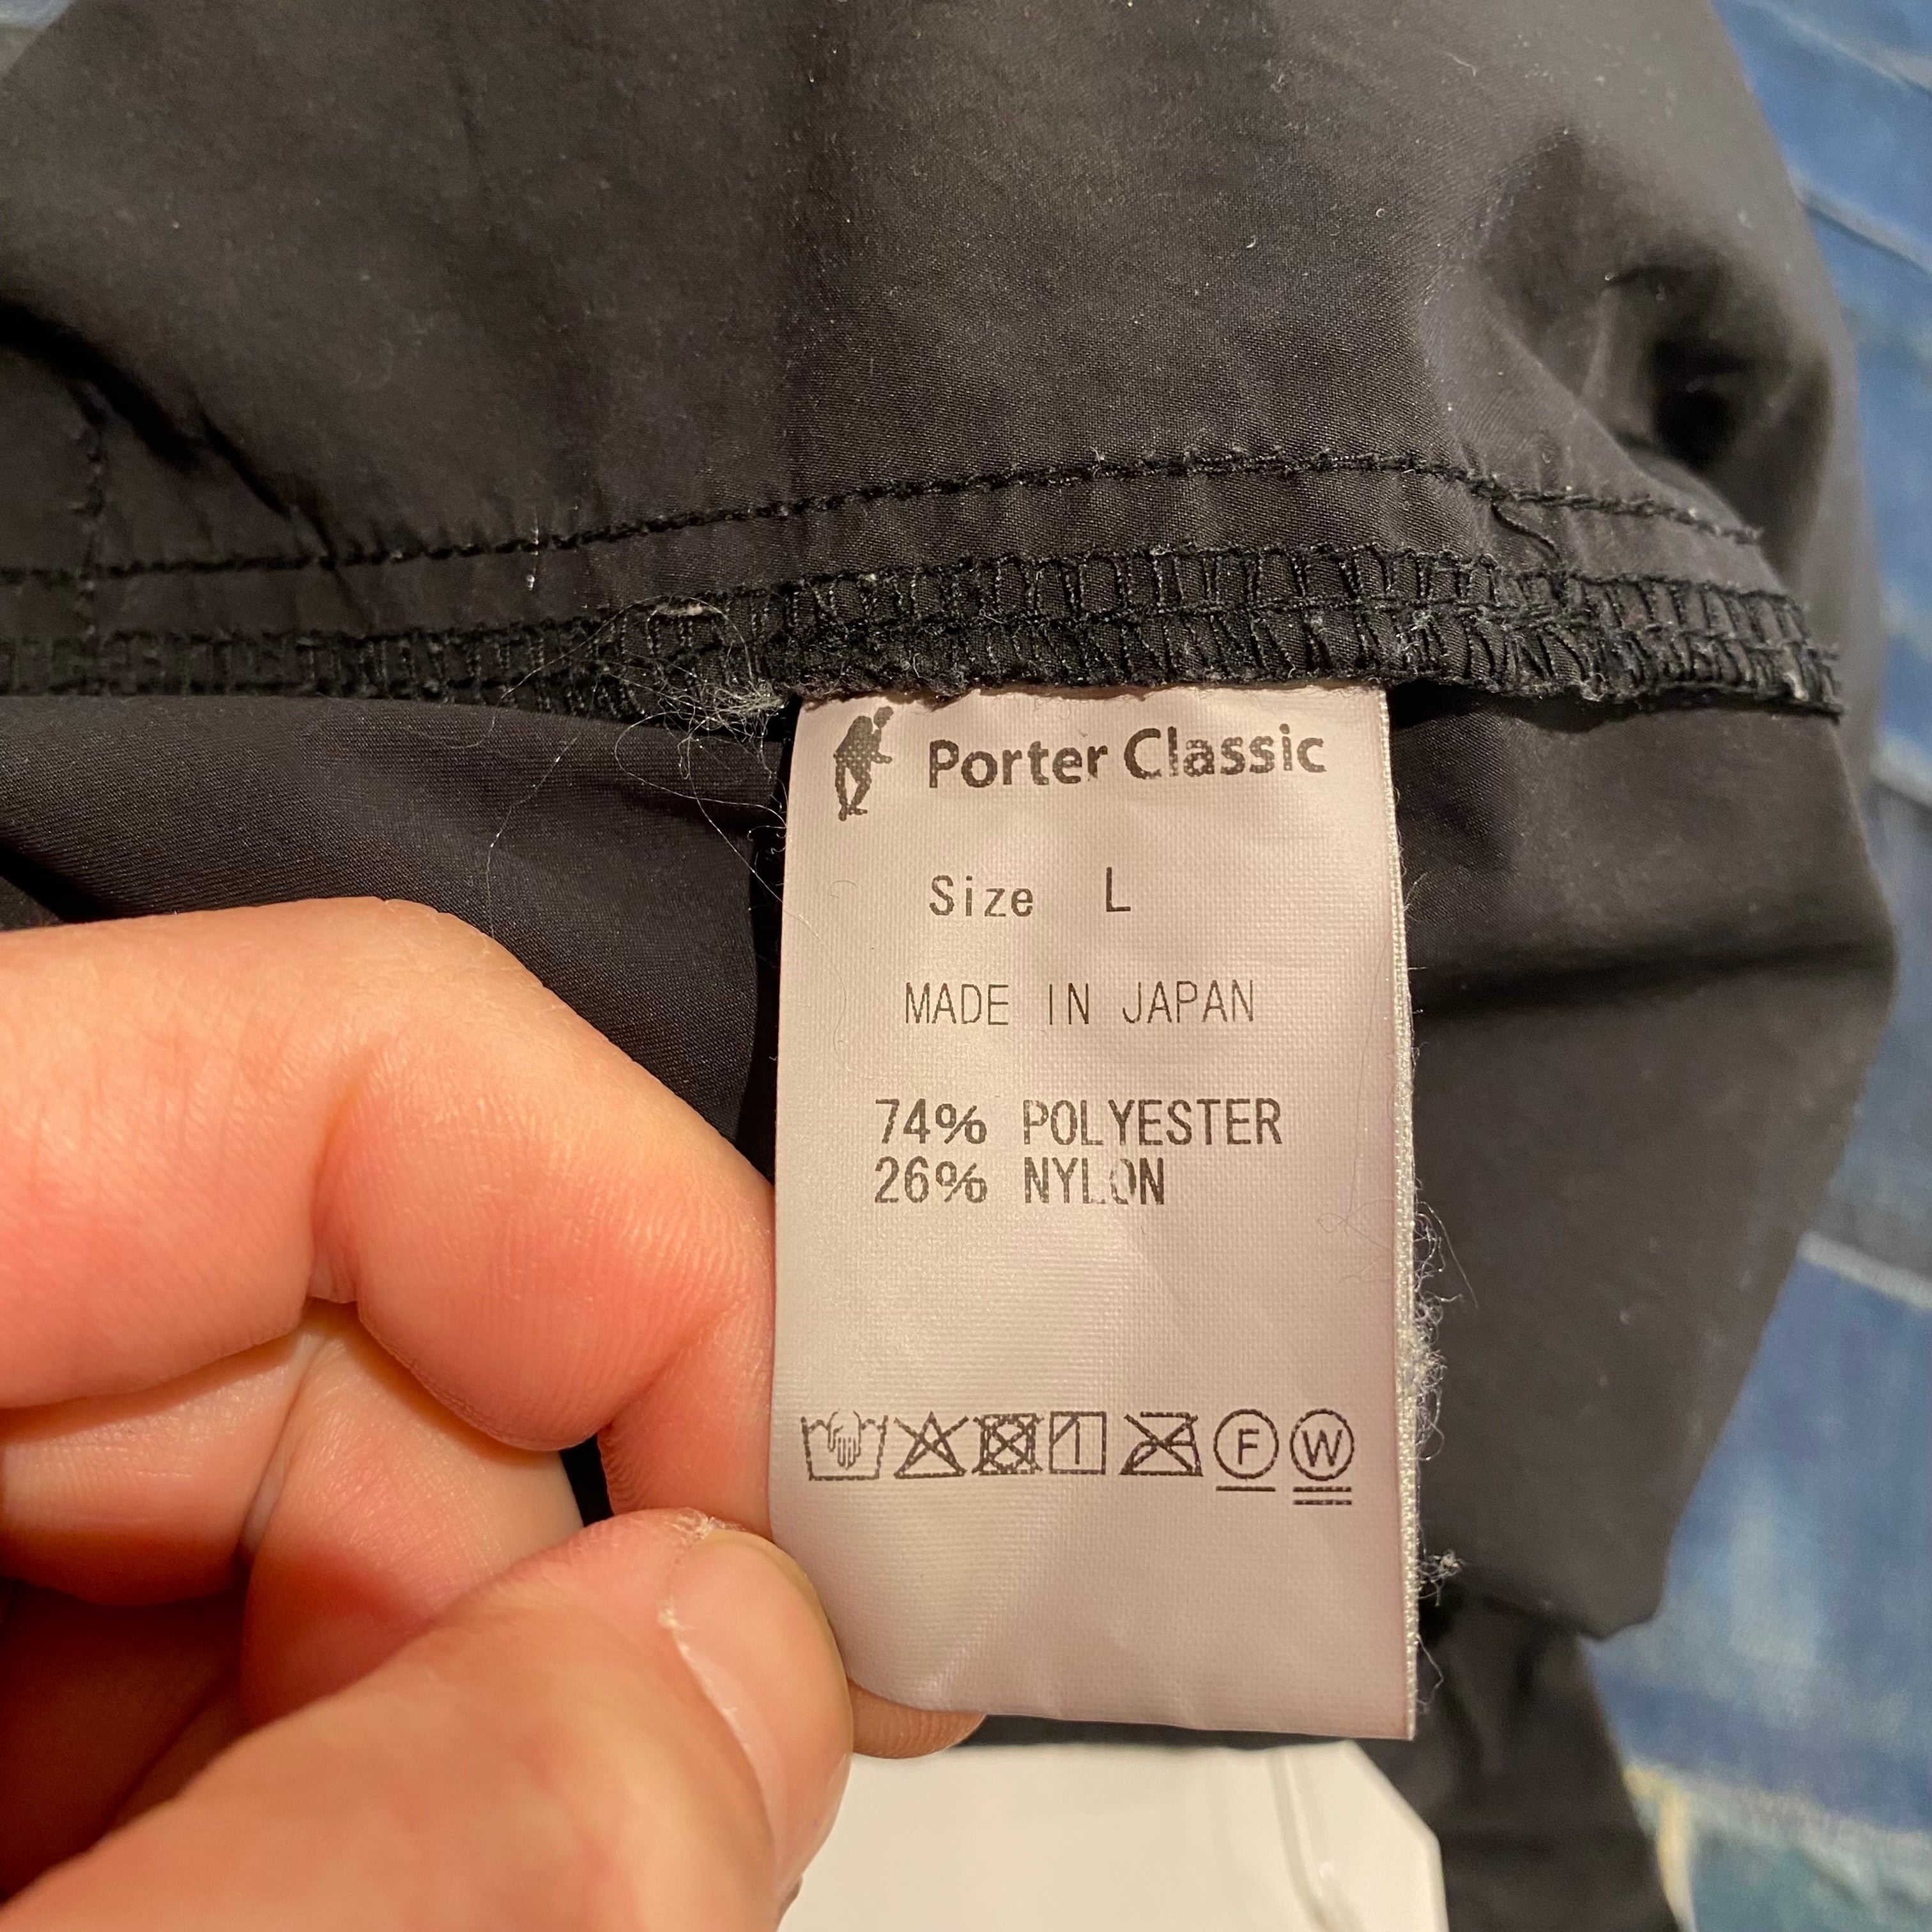 Porter Classic
Size L
MADE IN JAPAN
74% POLYESTER
26% NYLON
F W